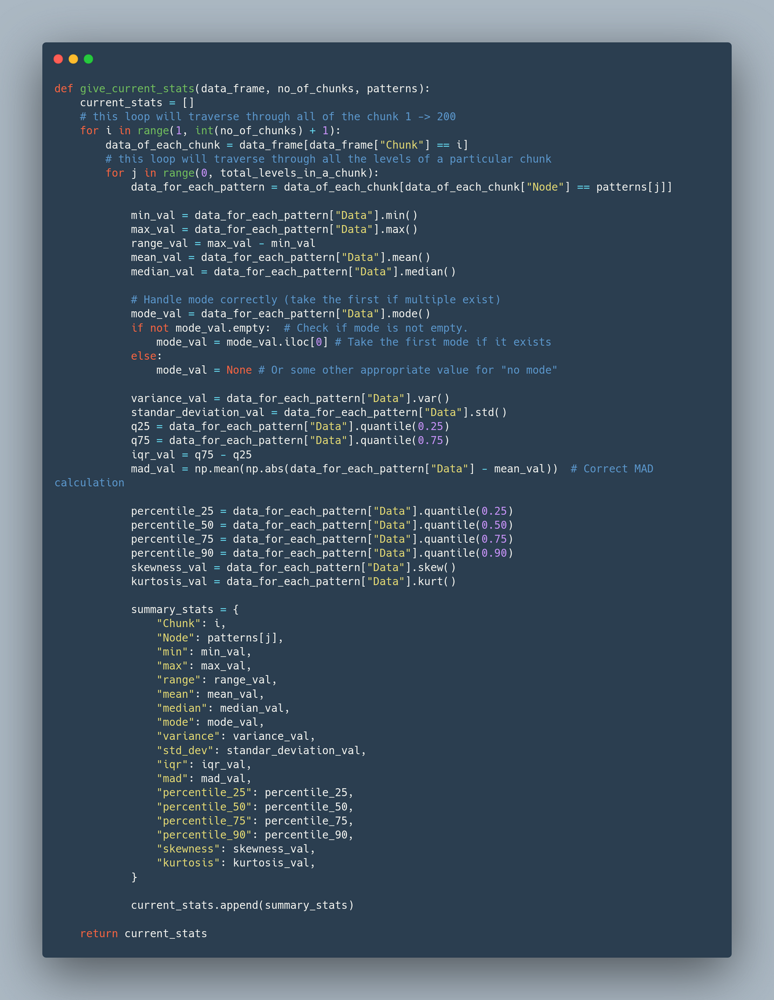 def give_current_stats(data_frame, no_of_chunks, patterns):
    current_stats = []
    # this loop will traverse through all of the chunk 1 -> 200
    for i in range(1, int(no_of_chunks) + 1):
        data_of_each_chunk = data_frame[data_frame["Chunk"] == i]
        # this loop will traverse through all the levels of a particular chunk
        for j in range(0, total_levels_in_a_chunk):
            data_for_each_pattern = data_of_each_chunk[data_of_each_chunk["Node"] == patterns[j]]

            min_val = data_for_each_pattern["Data"].min()
            max_val = data_for_each_pattern["Data"].max()
            range_val = max_val - min_val
            mean_val = data_for_each_pattern["Data"].mean()
            median_val = data_for_each_pattern["Data"].median()

            # Handle mode correctly (take the first if multiple exist)
            mode_val = data_for_each_pattern["Data"].mode()
            if not mode_val.empty:  # Check if mode is not empty.
                mode_val = mode_val.iloc[0] # Take the first mode if it exists
            else:
                mode_val = None # Or some other appropriate value for "no mode"

            variance_val = data_for_each_pattern["Data"].var()
            standar_deviation_val = data_for_each_pattern["Data"].std()
            q25 = data_for_each_pattern["Data"].quantile(0.25)
            q75 = data_for_each_pattern["Data"].quantile(0.75)
            iqr_val = q75 - q25
            mad_val = np.mean(np.abs(data_for_each_pattern["Data"] - mean_val))  # Correct MAD
calculation

            percentile_25 = data_for_each_pattern["Data"].quantile(0.25)
            percentile_50 = data_for_each_pattern["Data"].quantile(0.50)
            percentile_75 = data_for_each_pattern["Data"].quantile(0.75)
            percentile_90 = data_for_each_pattern["Data"].quantile(0.90)
            skewness_val = data_for_each_pattern["Data"].skew()
            kurtosis_val = data_for_each_pattern["Data"].kurt()

            summary_stats = {
                "Chunk": i,
                "Node": patterns[j],
                "min": min_val,
                "max": max_val,
                "range": range_val,
                "mean": mean_val,
                "median": median_val,
                "mode": mode_val,
                "variance": variance_val,
                "std_dev": standar_deviation_val,
                "iqr": iqr_val,
                "mad": mad_val,
                "percentile_25": percentile_25,
                "percentile_50": percentile_50,
                "percentile_75": percentile_75,
                "percentile_90": percentile_90,
                "skewness": skewness_val,
                "kurtosis": kurtosis_val,
            }

            current_stats.append(summary_stats)

    return current_stats